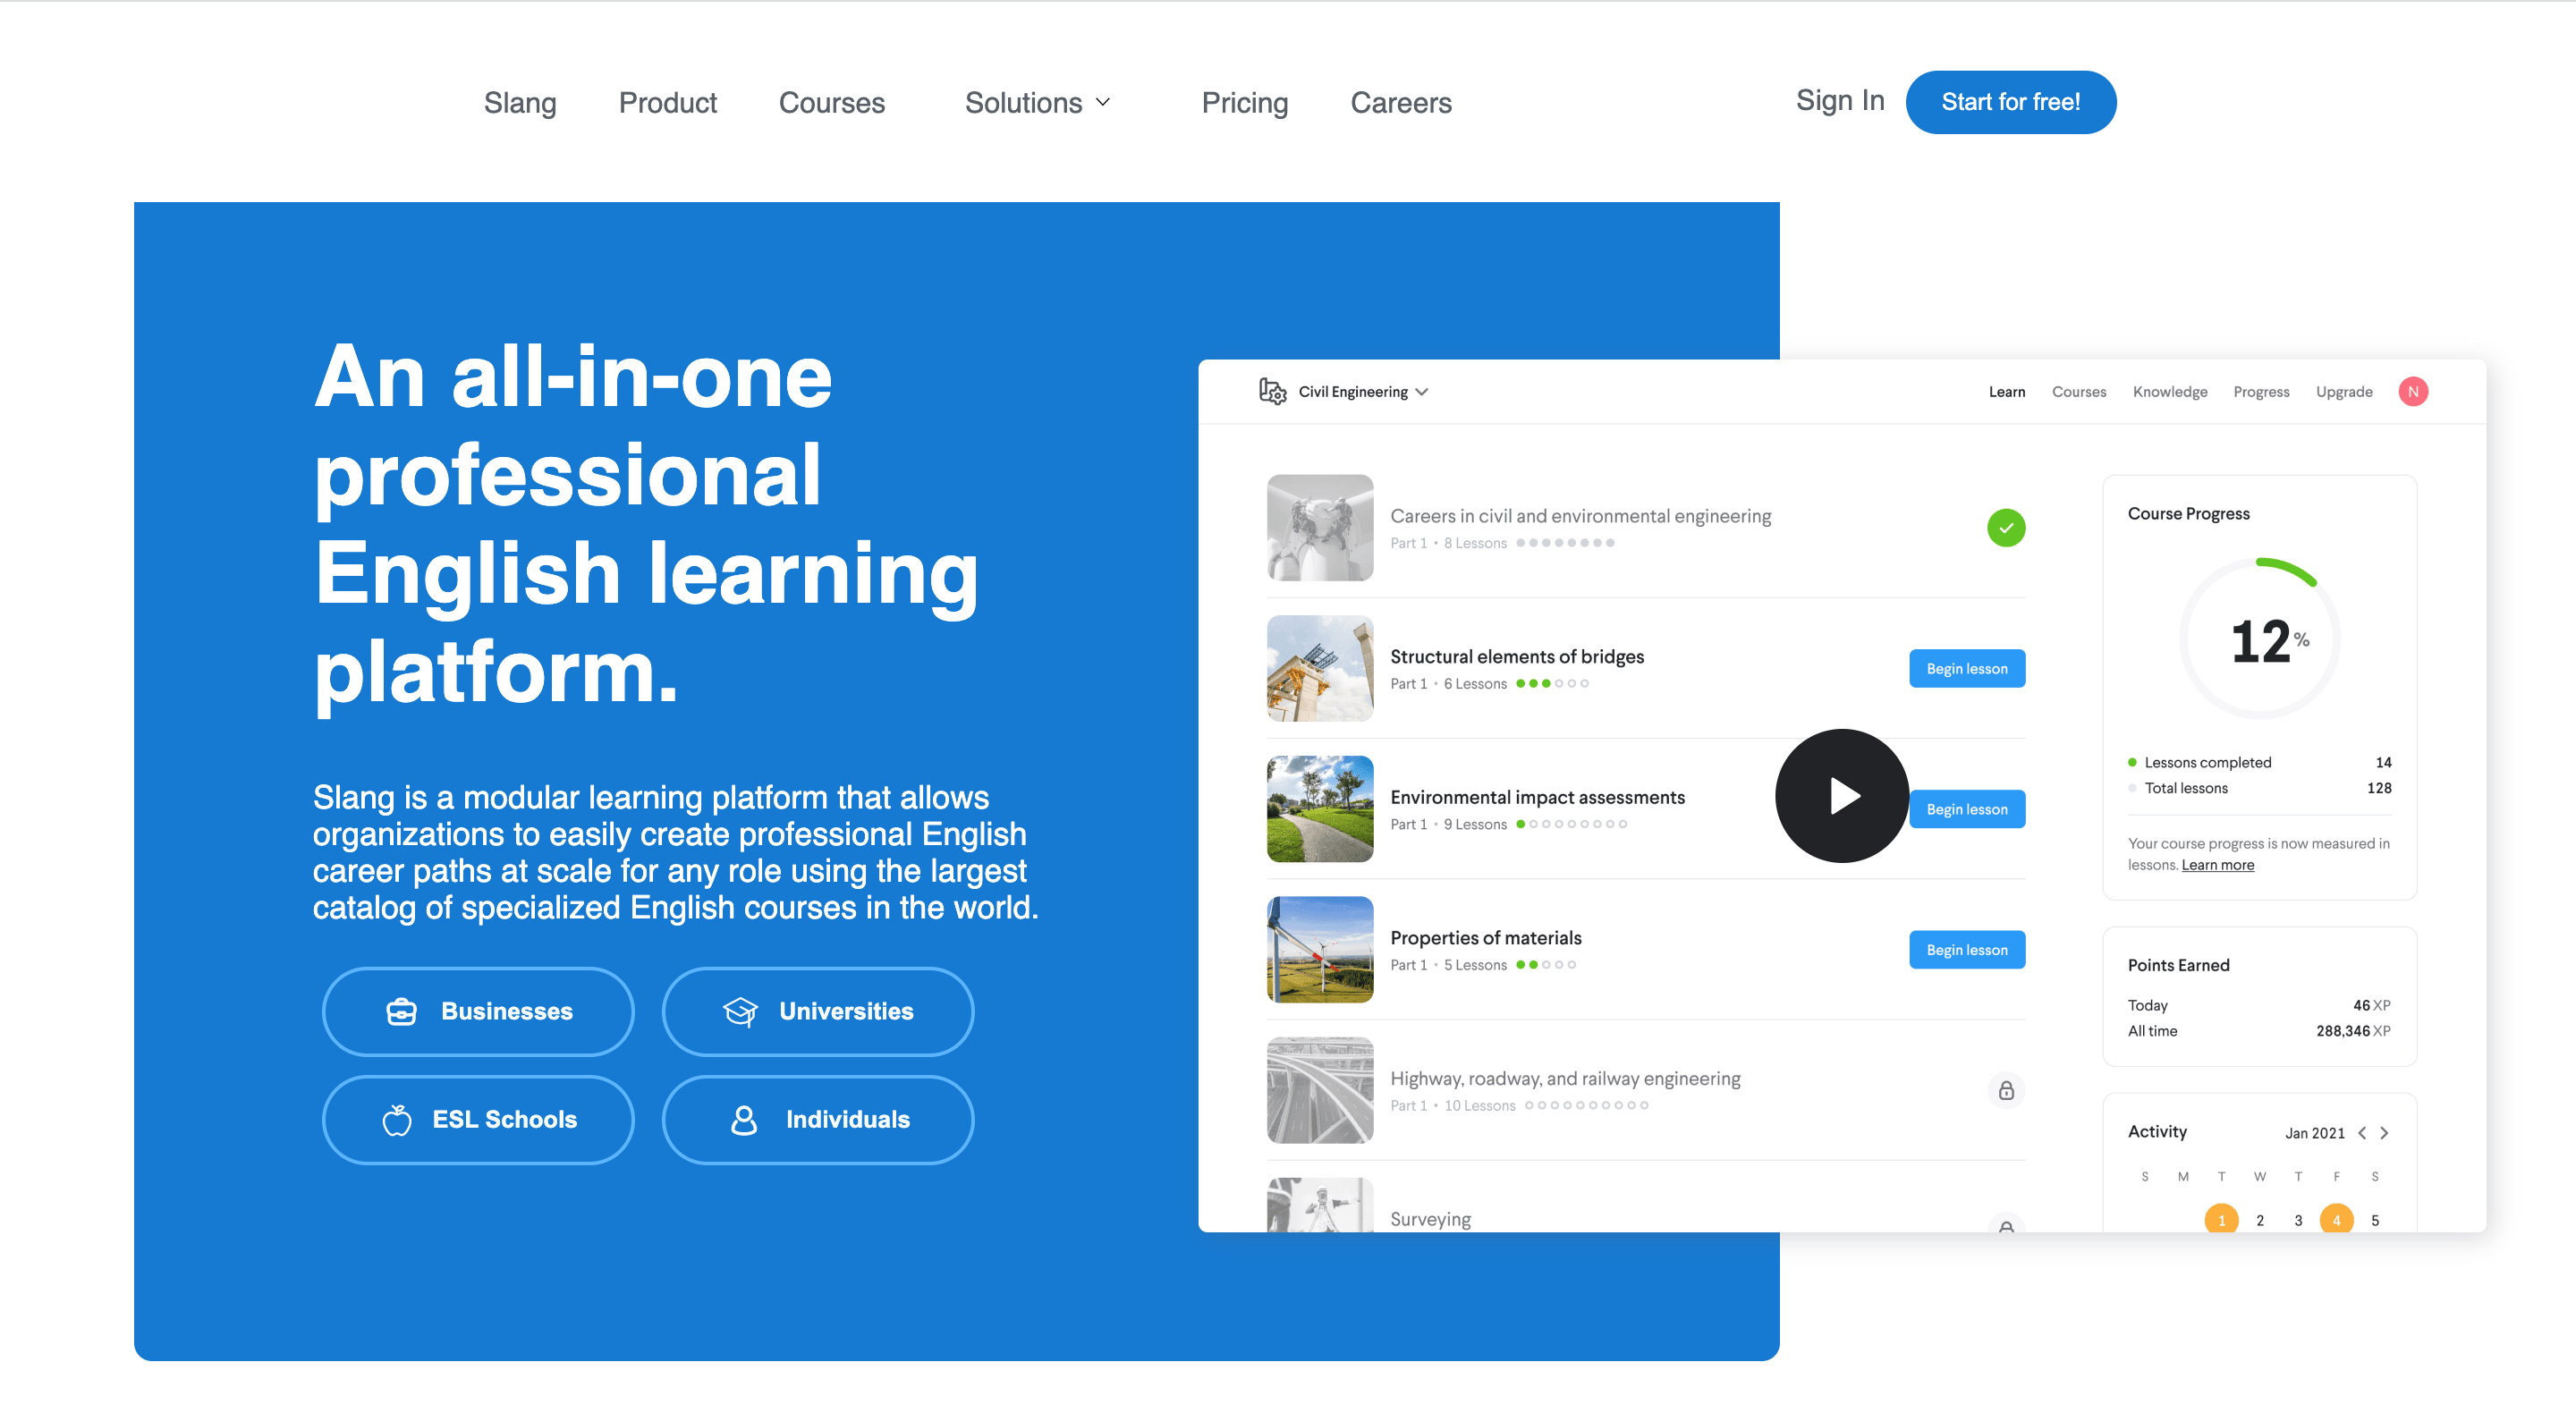 Slang Product Courses Solutions Pricing Careers Sign In Start for free!
An all-in-one
professional
English learning
platform.
Slang is a modular learning platform that allows
organizations to easily create professional English
career paths at scale for any role using the largest
catalog of specialized English courses in the world.
Businesses Universities
ESL Schools Individuals
Civil Engineering Learn Courses Knowledge Progress Upgrade N
Careers in civil and environmental engineering
Part 1 • 8 Lessons
Structural elements of bridges
Part 1 • 6 Lessons
Begin lesson
Environmental impact assessments
Part 1 • 9 Lessons
Begin lesson
Properties of materials
Part 1 • 5 Lessons
Begin lesson
Highway, roadway, and railway engineering
Part 1 • 10 Lessons
Surveying
Course Progress
12%
Lessons completed 14
Total lessons 128
Your course progress is now measured in
lessons. Learn more
Points Earned
Today 46 XP
All time 288,346 XP
Activity Jan 2021
S M T W T F S
1 2 3 4 5